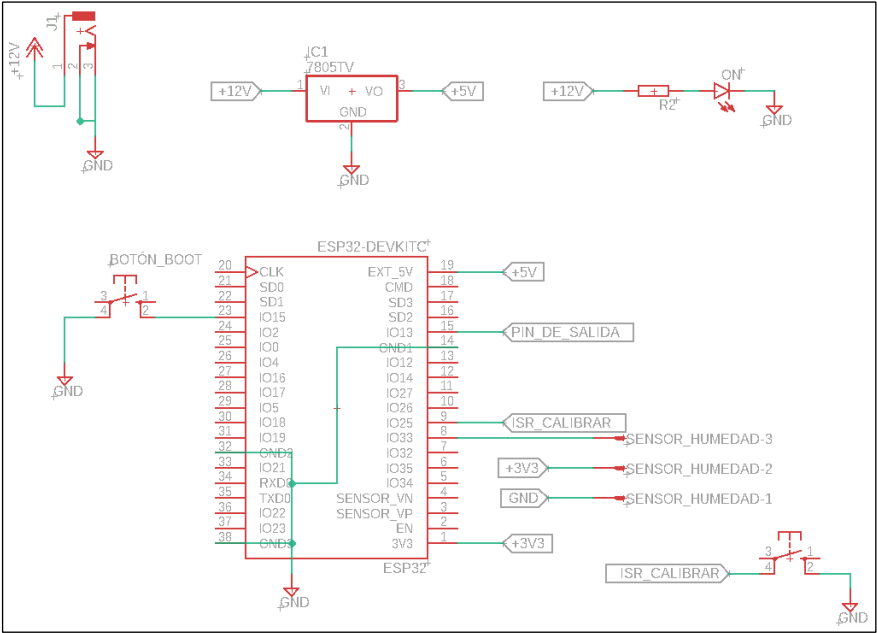 J1
+12V
1
2
3
IC1
7805TV
+12V
1
VI
VO
3
+5V
GND
2
GND
+12V
R2
ON
GND
GND
ESP32-DEVKITC
BOTÓN_BOOT
3
1
4
2
GND
20 CLK
21 SD0
22 SD1
23 IO15
24 IO2
25 IO0
26 IO4
27 IO16
28 IO17
29 IO5
30 IO18
31 IO19
32 GND2
33 IO21
34 RXD0
35 TXD0
36 IO22
37 IO23
38 GND3
EXT_5V 19 +5V
CMD 18
SD3 17
SD2 16
IO13 15 PIN_DE_SALIDA
GND1 14
IO12 13
IO14 12
IO27 11
IO26 10
IO25 9 ISR_CALIBRAR
IO33 8 SENSOR_HUMEDAD-3
IO32 7
IO35 6 +3V3 SENSOR_HUMEDAD-2
IO34 5
SENSOR_VN 4 GND SENSOR_HUMEDAD-1
SENSOR_VP 3
EN 2
3V3 1 +3V3
ESP32
GND
ISR_CALIBRAR
3
1
4
2
GND